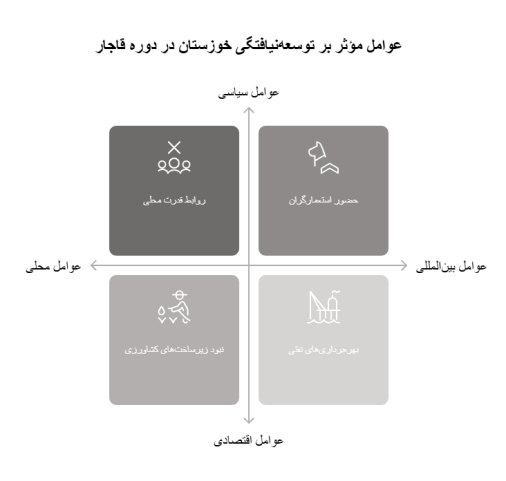 عوامل مؤثر بر توسعه‌نیافتگی خوزستان در دوره قاجار
عوامل سیاسی
حضور استعمارگران
روابط قدرت محلی
عوامل بین‌المللی
عوامل محلی
بهره‌برداری‌های نفتی
نبود زیرساخت‌های کشاورزی
عوامل اقتصادی